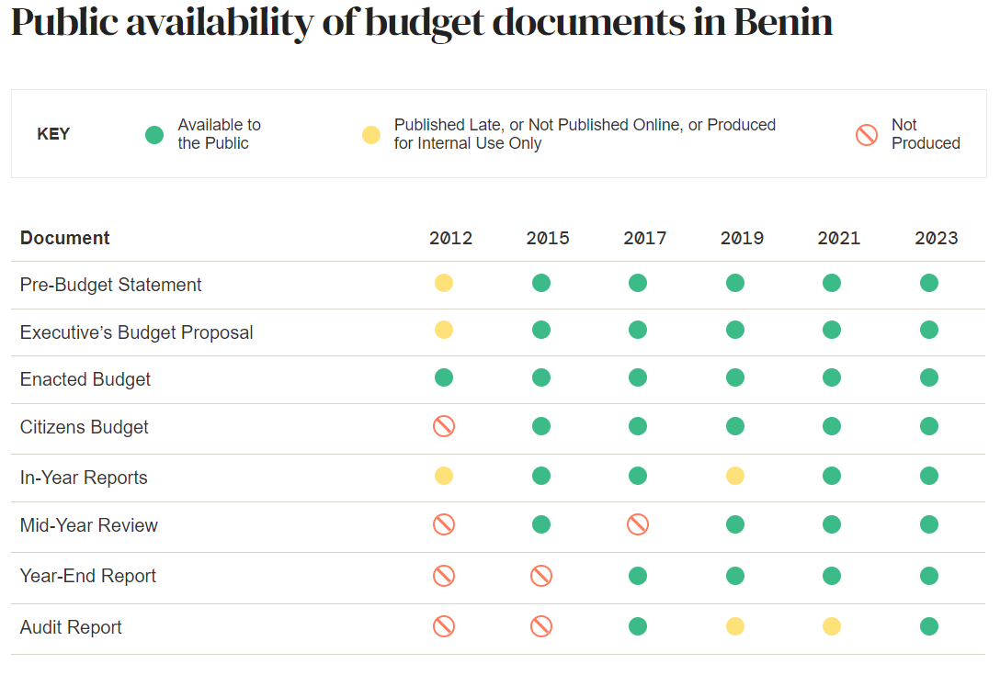 Public availability of budget documents in Benin
KEY
Available to
the Public
Published Late, or Not Published Online, or Produced
for Internal Use Only
Not
Produced
Document 2012 2015 2017 2019 2021 2023
Pre-Budget Statement
Executive’s Budget Proposal
Enacted Budget
Citizens Budget
In-Year Reports
Mid-Year Review
Year-End Report
Audit Report